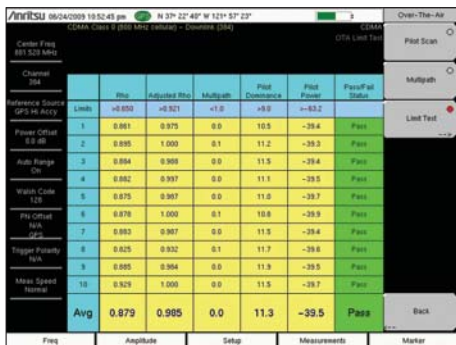 Anritsu 06/24/2009 10:52:45 pm GPS N 37° 22' 40" W 121° 57' 23"
CDMA Class 0 (800 MHz cellular) - Downlink (384)
CDMA
OTA Limit Test
Over-The-Air
Pilot Scan
Multipath
Limit Test
Back
Center Freq
881.520 MHz
Channel
384
Reference Source
GPS Hi Accy
Power Offset
0.0 dB
Auto Range
On
Walsh Code
128
PN Offset
N/A
GPS
Trigger Polarity
N/A
Meas Speed
Normal
Rho Adjusted Rho Multipath Pilot Dominance Pilot Power Pass/Fail Status
Limits >0.850 >0.921 <1.0 >9.0 >-83.2
1 0.861 0.975 0.0 10.5 -39.4 Pass
2 0.895 1.000 0.1 11.2 -39.3 Pass
3 0.884 0.988 0.1 11.5 -39.4 Pass
4 0.882 0.997 0.0 11.1 -39.5 Pass
5 0.875 0.987 0.0 11.0 -39.7 Pass
6 0.878 1.000 0.1 10.8 -39.9 Pass
7 0.883 0.987 0.0 11.5 -39.4 Pass
8 0.825 0.932 0.1 11.7 -39.6 Pass
9 0.885 0.984 0.0 11.9 -39.5 Pass
10 0.929 1.000 0.0 11.5 -39.7 Pass
Avg 0.879 0.985 0.0 11.3 -39.5 Pass
Freq Amplitude Setup Measurements Marker